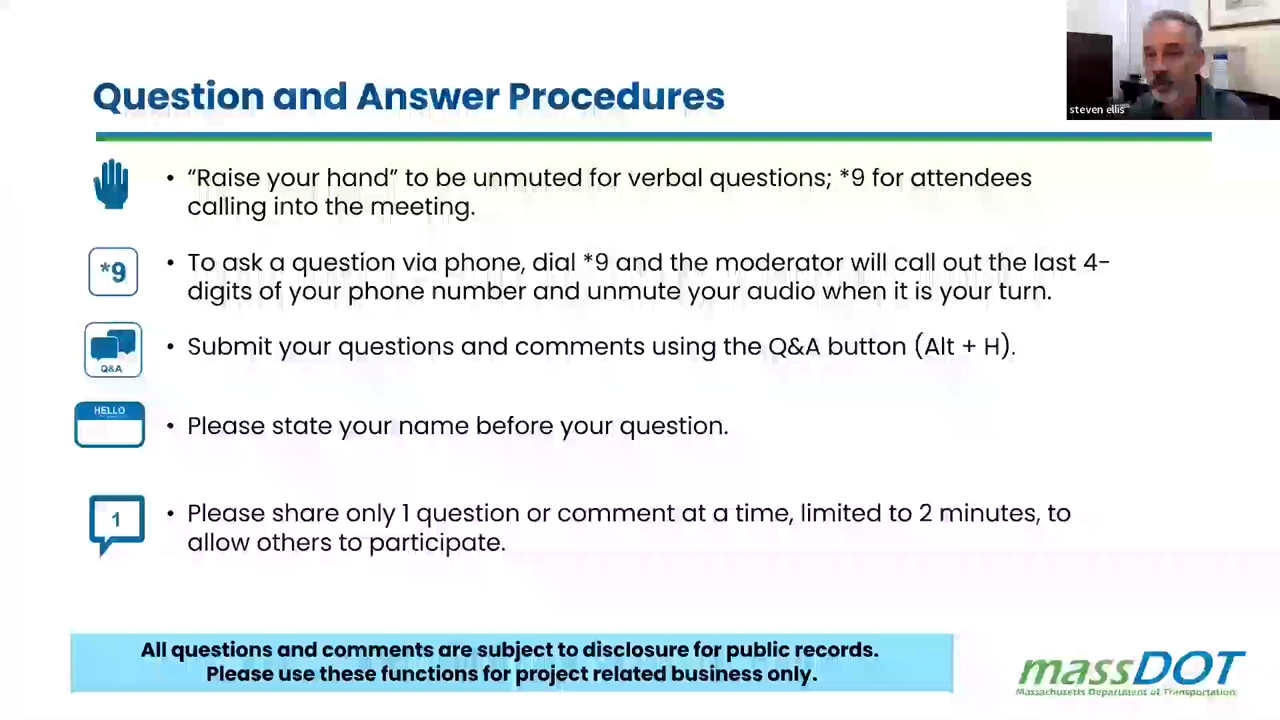 steven ellis
Question and Answer Procedures
• “Raise your hand” to be unmuted for verbal questions; *9 for attendees
calling into the meeting.
*9
• To ask a question via phone, dial *9 and the moderator will call out the last 4-
digits of your phone number and unmute your audio when it is your turn.
Q&A
• Submit your questions and comments using the Q&A button (Alt + H).
HELLO
• Please state your name before your question.
1
• Please share only 1 question or comment at a time, limited to 2 minutes, to
allow others to participate.
All questions and comments are subject to disclosure for public records.
Please use these functions for project related business only.
massDOT
Massachusetts Department of Transportation